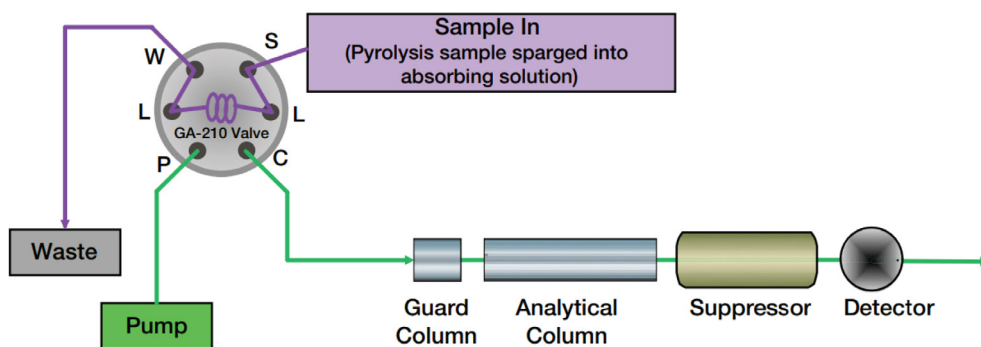 Sample In
(Pyrolysis sample sparged into
absorbing solution)
W
S
L
L
GA-210 Valve
P
C
Waste
Pump
Guard
Column
Analytical
Column
Suppressor
Detector